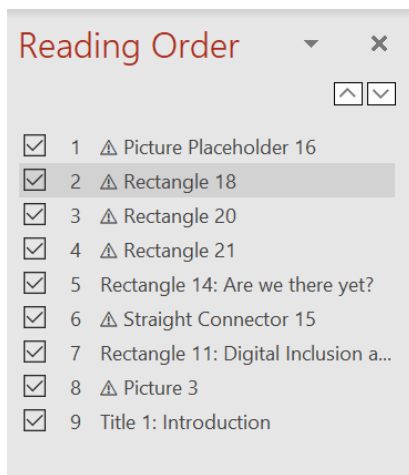 Reading Order
1 Picture Placeholder 16
2 Rectangle 18
3 Rectangle 20
4 Rectangle 21
5 Rectangle 14: Are we there yet?
6 Straight Connector 15
7 Rectangle 11: Digital Inclusion a...
8 Picture 3
9 Title 1: Introduction